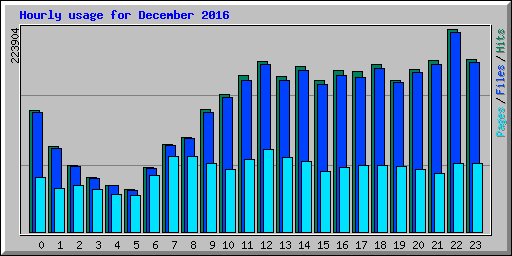 Hourly usage for December 2016
223904
Pages / Files / Hits
0 1 2 3 4 5 6 7 8 9 10 11 12 13 14 15 16 17 18 19 20 21 22 23